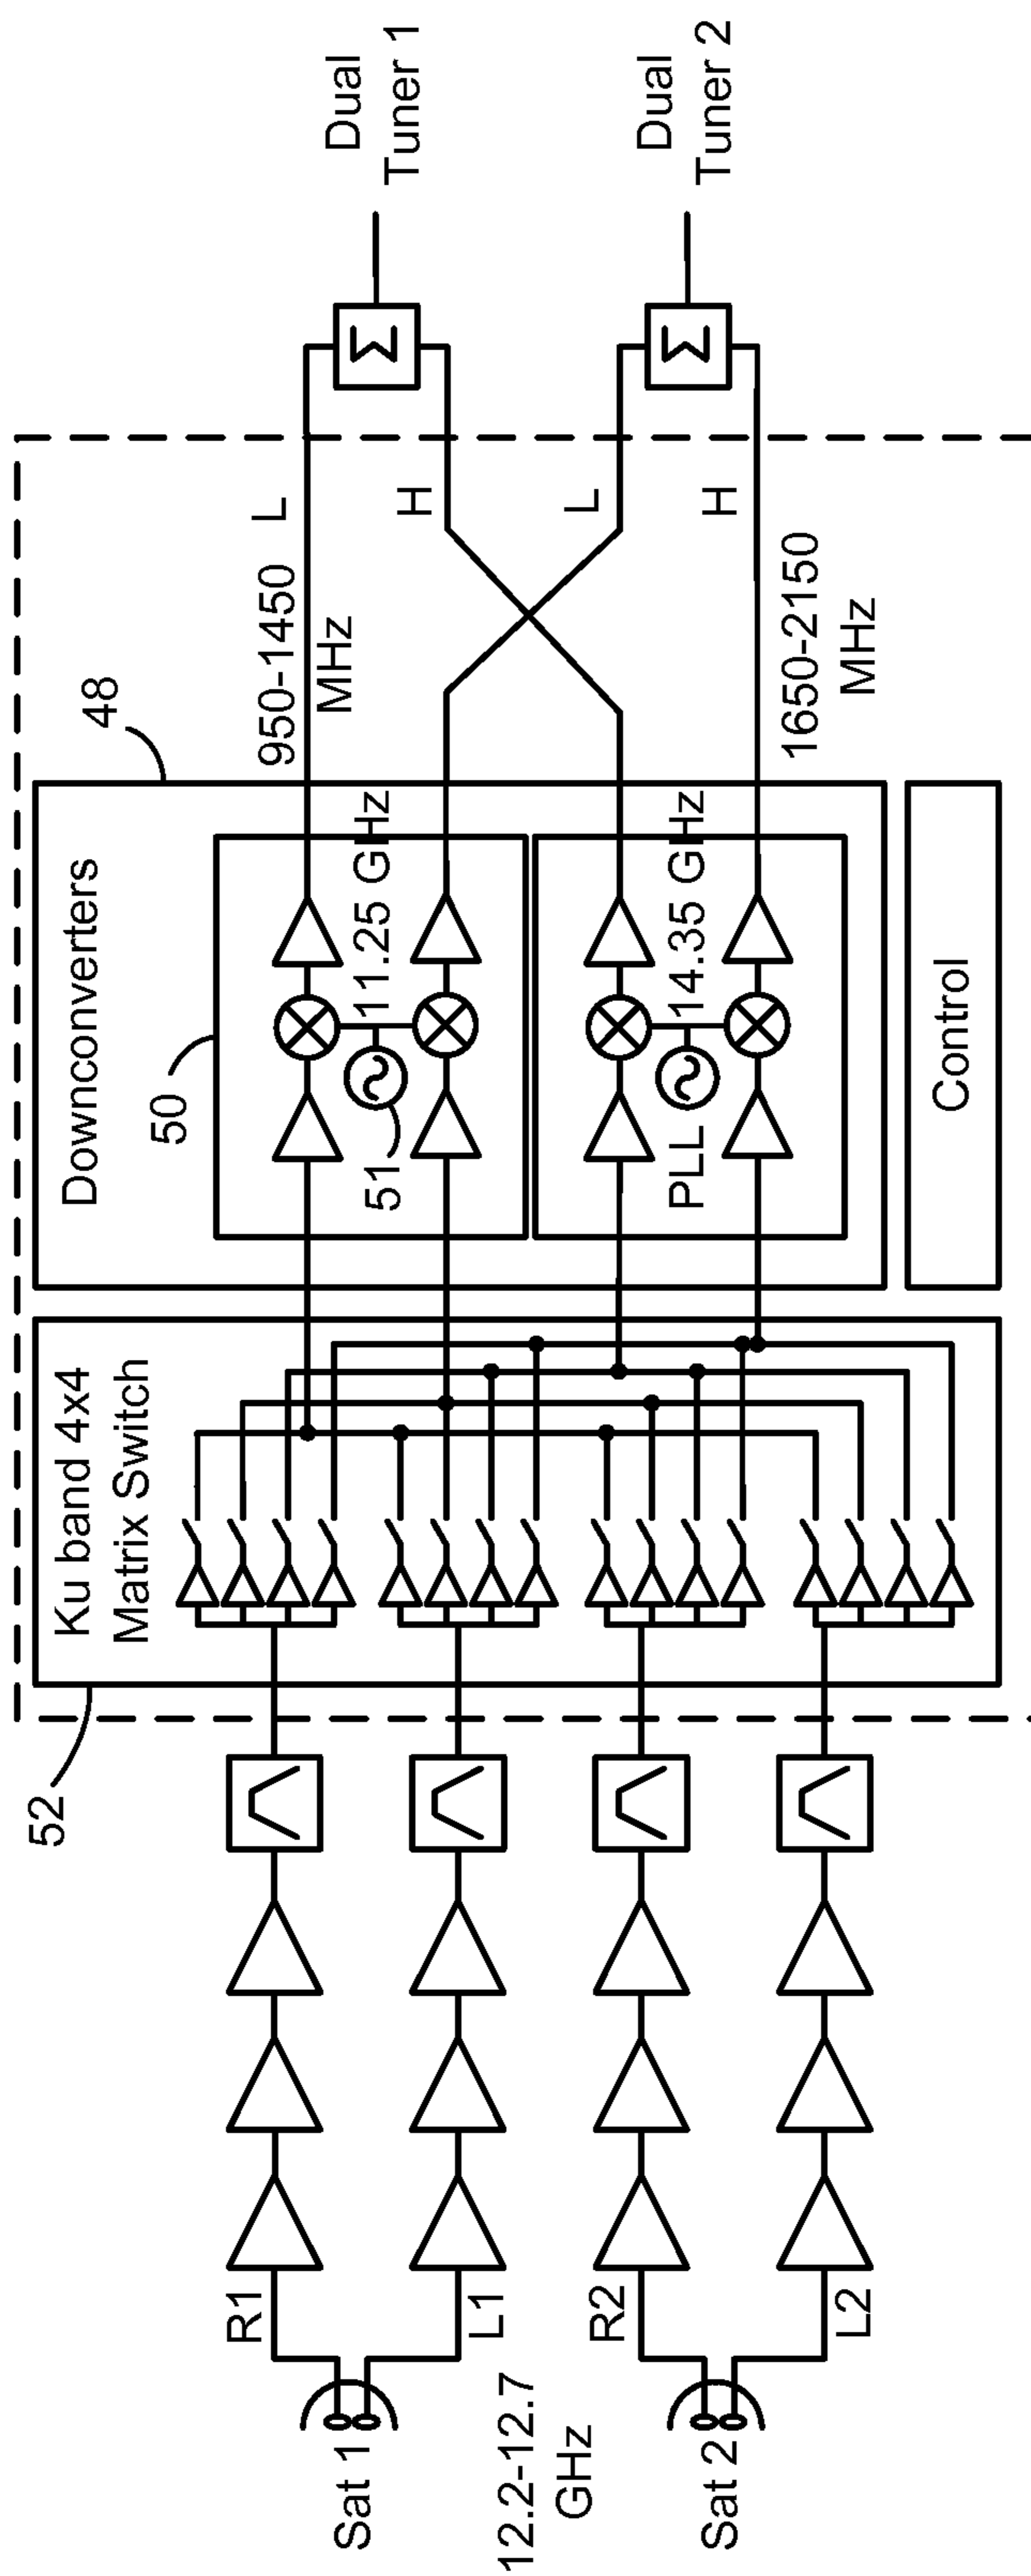 Sat 1
R1
L1
12.2-12.7
GHz
Sat 2
R2
L2
52
Ku band 4x4
Matrix Switch
Downconverters
48
50
51
11.25 GHz
PLL
14.35 GHz
Control
950-1450
MHz
L
H
L
H
1650-2150
MHz
Dual
Tuner 1
Dual
Tuner 2